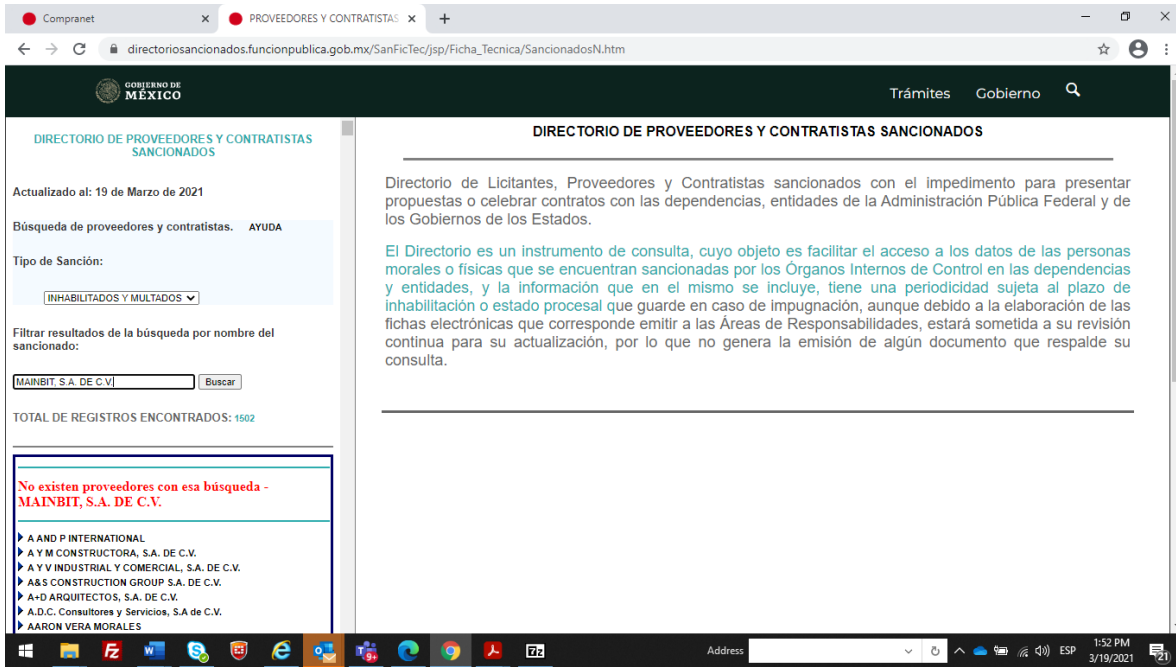 Compranet
PROVEEDORES Y CONTRATISTAS
directoriosancionados.funcionpublica.gob.mx/SanFicTec/jsp/Ficha_Tecnica/SancionadosN.htm
GOBIERNO DE
MÉXICO
Trámites
Gobierno
DIRECTORIO DE PROVEEDORES Y CONTRATISTAS
SANCIONADOS
Actualizado al: 19 de Marzo de 2021
Búsqueda de proveedores y contratistas. AYUDA
Tipo de Sanción:
INHABILITADOS Y MULTADOS
Filtrar resultados de la búsqueda por nombre del
sancionado:
MAINBIT, S.A. DE C.V.
Buscar
TOTAL DE REGISTROS ENCONTRADOS: 1502
No existen proveedores con esa búsqueda -
MAINBIT, S.A. DE C.V.
A AND P INTERNATIONAL
A Y M CONSTRUCTORA, S.A. DE C.V.
A Y V INDUSTRIAL Y COMERCIAL, S.A. DE C.V.
A&S CONSTRUCTION GROUP S.A. DE C.V.
A+D ARQUITECTOS, S.A. DE C.V.
A.D.C. Consultores y Servicios, S.A de C.V.
AARON VERA MORALES
DIRECTORIO DE PROVEEDORES Y CONTRATISTAS SANCIONADOS
Directorio de Licitantes, Proveedores y Contratistas sancionados con el impedimento para presentar
propuestas o celebrar contratos con las dependencias, entidades de la Administración Pública Federal y de
los Gobiernos de los Estados.
El Directorio es un instrumento de consulta, cuyo objeto es facilitar el acceso a los datos de las personas
morales o físicas que se encuentran sancionadas por los Órganos Internos de Control en las dependencias
y entidades, y la información que en el mismo se incluye, tiene una periodicidad sujeta al plazo de
inhabilitación o estado procesal que guarde en caso de impugnación, aunque debido a la elaboración de las
fichas electrónicas que corresponde emitir a las Áreas de Responsabilidades, estará sometida a su revisión
continua para su actualización, por lo que no genera la emisión de algún documento que respalde su
consulta.
Address
ESP
1:52 PM
3/19/2021
21